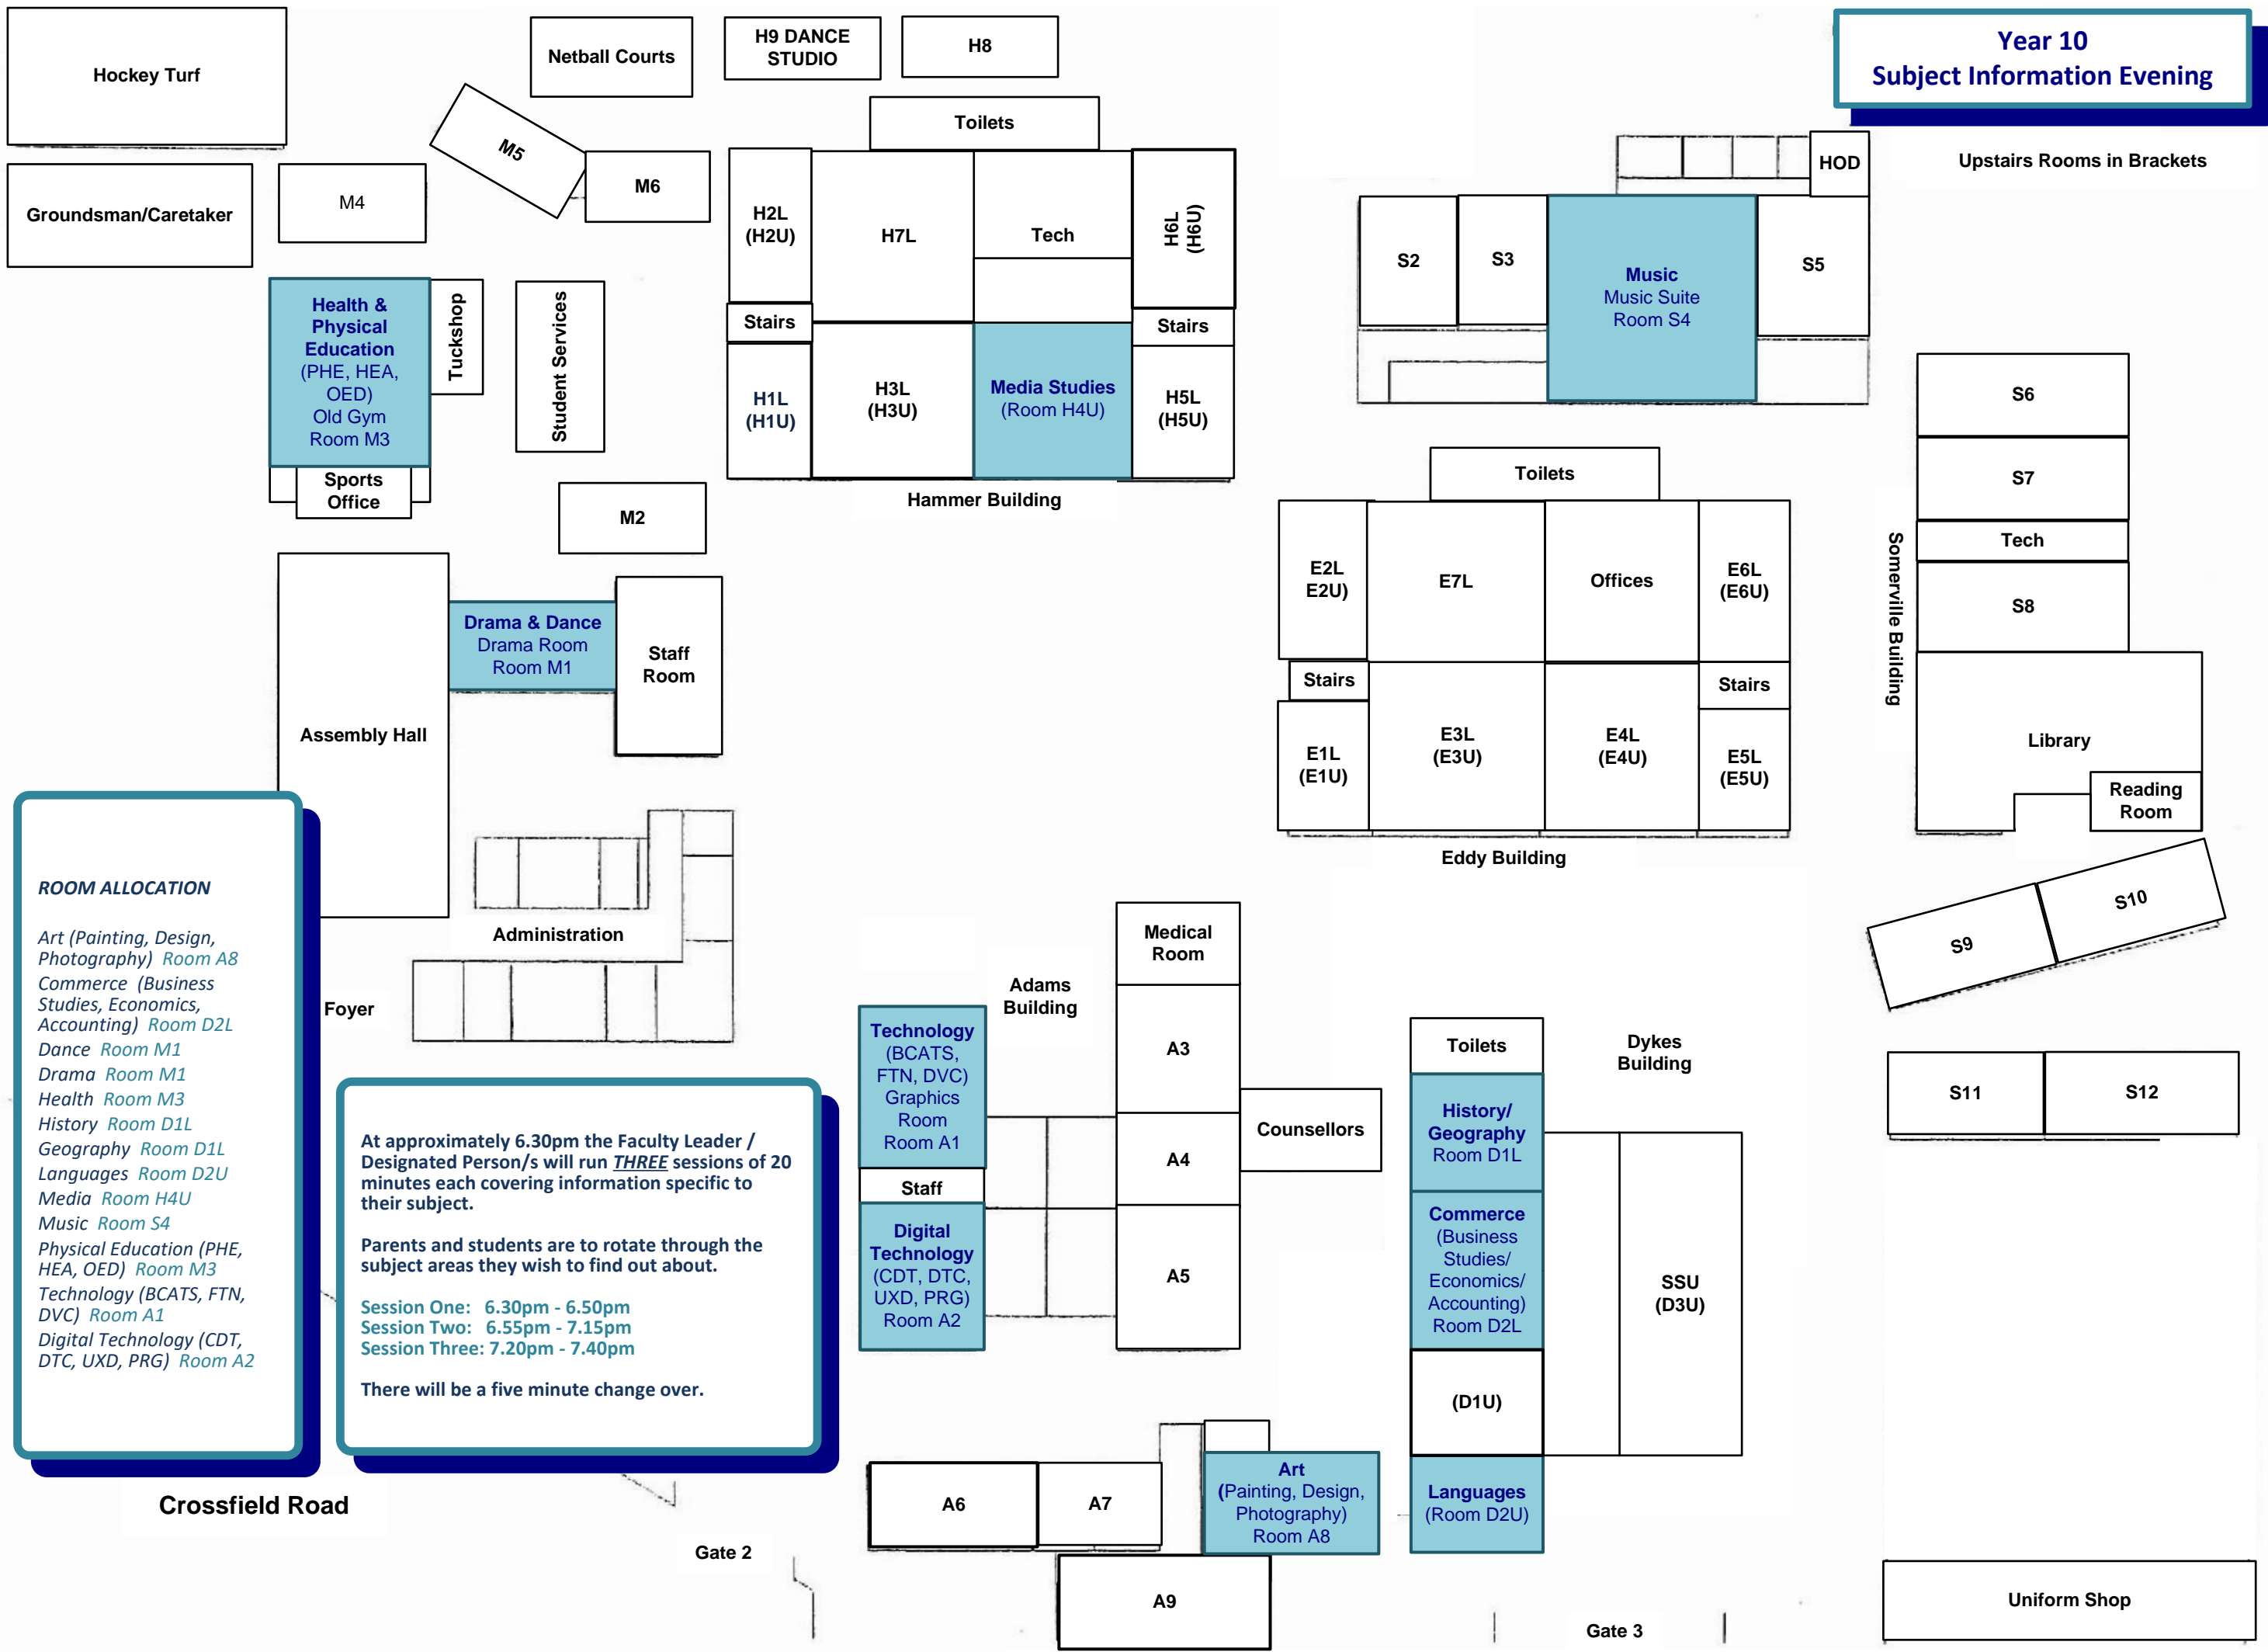 Year 10
Subject Information Evening
Upstairs Rooms in Brackets
Hockey Turf
Netball Courts
H9 DANCE
STUDIO
H8
Toilets
M5
M6
M4
Groundsman/Caretaker
H2L
(H2U)
H7L
Tech
H6L
(H6U)
Stairs
Stairs
H1L
(H1U)
H3L
(H3U)
Media Studies
(Room H4U)
H5L
(H5U)
Hammer Building
HOD
S2
S3
Music
Music Suite
Room S4
S5
Health &
Physical
Education
(PHE, HEA,
OED)
Old Gym
Room M3
Tuckshop
Student Services
Sports
Office
M2
Drama & Dance
Drama Room
Room M1
Staff
Room
Assembly Hall
Toilets
E2L
E2U)
E7L
Offices
E6L
(E6U)
Stairs
Stairs
E1L
(E1U)
E3L
(E3U)
E4L
(E4U)
E5L
(E5U)
Eddy Building
S6
S7
Tech
S8
Somerville Building
Library
Reading
Room
S9
S10
S11
S12
Administration
Foyer
ROOM ALLOCATION
Art (Painting, Design,
Photography) Room A8
Commerce (Business
Studies, Economics,
Accounting) Room D2L
Dance Room M1
Drama Room M1
Health Room M3
History Room D1L
Geography Room D1L
Languages Room D2U
Media Room H4U
Music Room S4
Physical Education (PHE,
HEA, OED) Room M3
Technology (BCATS, FTN,
DVC) Room A1
Digital Technology (CDT,
DTC, UXD, PRG) Room A2
At approximately 6.30pm the Faculty Leader /
Designated Person/s will run THREE sessions of 20
minutes each covering information specific to
their subject.
Parents and students are to rotate through the
subject areas they wish to find out about.
Session One: 6.30pm - 6.50pm
Session Two: 6.55pm - 7.15pm
Session Three: 7.20pm - 7.40pm
There will be a five minute change over.
Crossfield Road
Gate 2
Adams
Building
Medical
Room
Technology
(BCATS,
FTN, DVC)
Graphics
Room
Room A1
Staff
Digital
Technology
(CDT, DTC,
UXD, PRG)
Room A2
A3
A4
A5
Counsellors
Toilets
Dykes
Building
History/
Geography
Room D1L
Commerce
(Business
Studies/
Economics/
Accounting)
Room D2L
(D1U)
Languages
(Room D2U)
SSU
(D3U)
A6
A7
Art
(Painting, Design,
Photography)
Room A8
A9
Gate 3
Uniform Shop